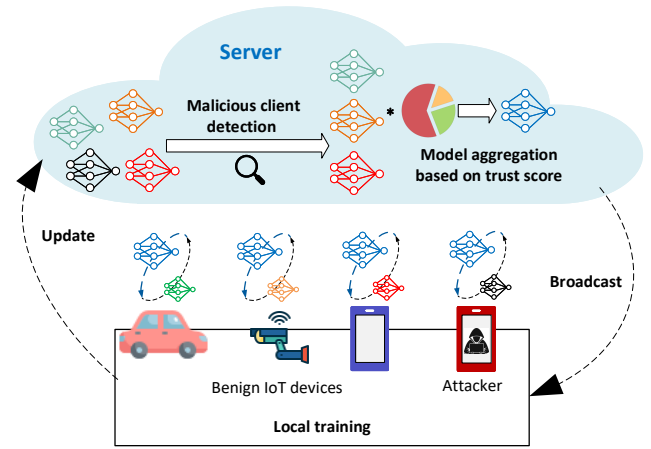 Server
Malicious client
detection
*
Model aggregation
based on trust score
Update
Broadcast
Benign IoT devices
Attacker
Local training